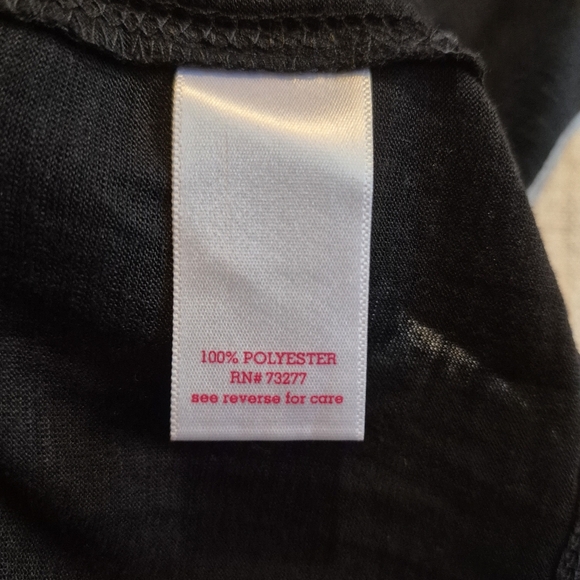 100% POLYESTER
RN# 73277
see reverse for care